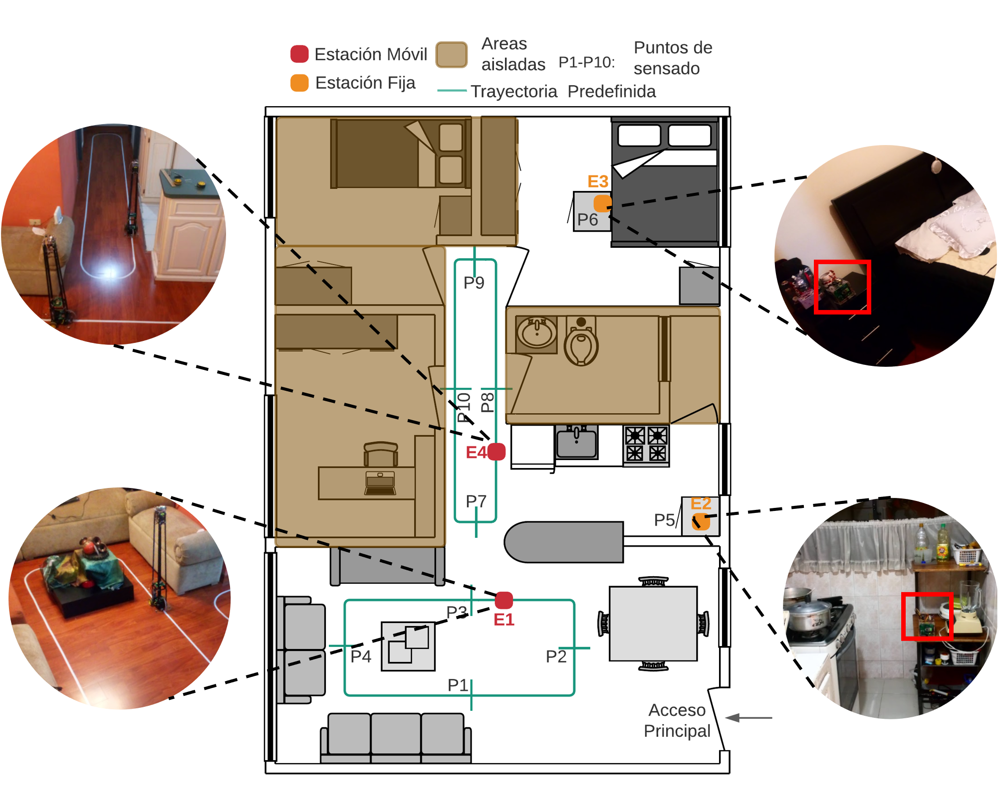 Estación Móvil
Areas
aisladas
P1-P10:
Puntos de
sensado
Estación Fija
Trayectoria Predefinida
E3
P6
P9
P10
P8
E4
P7
E2
P5
P3
E1
P4
P2
P1
Acceso
Principal